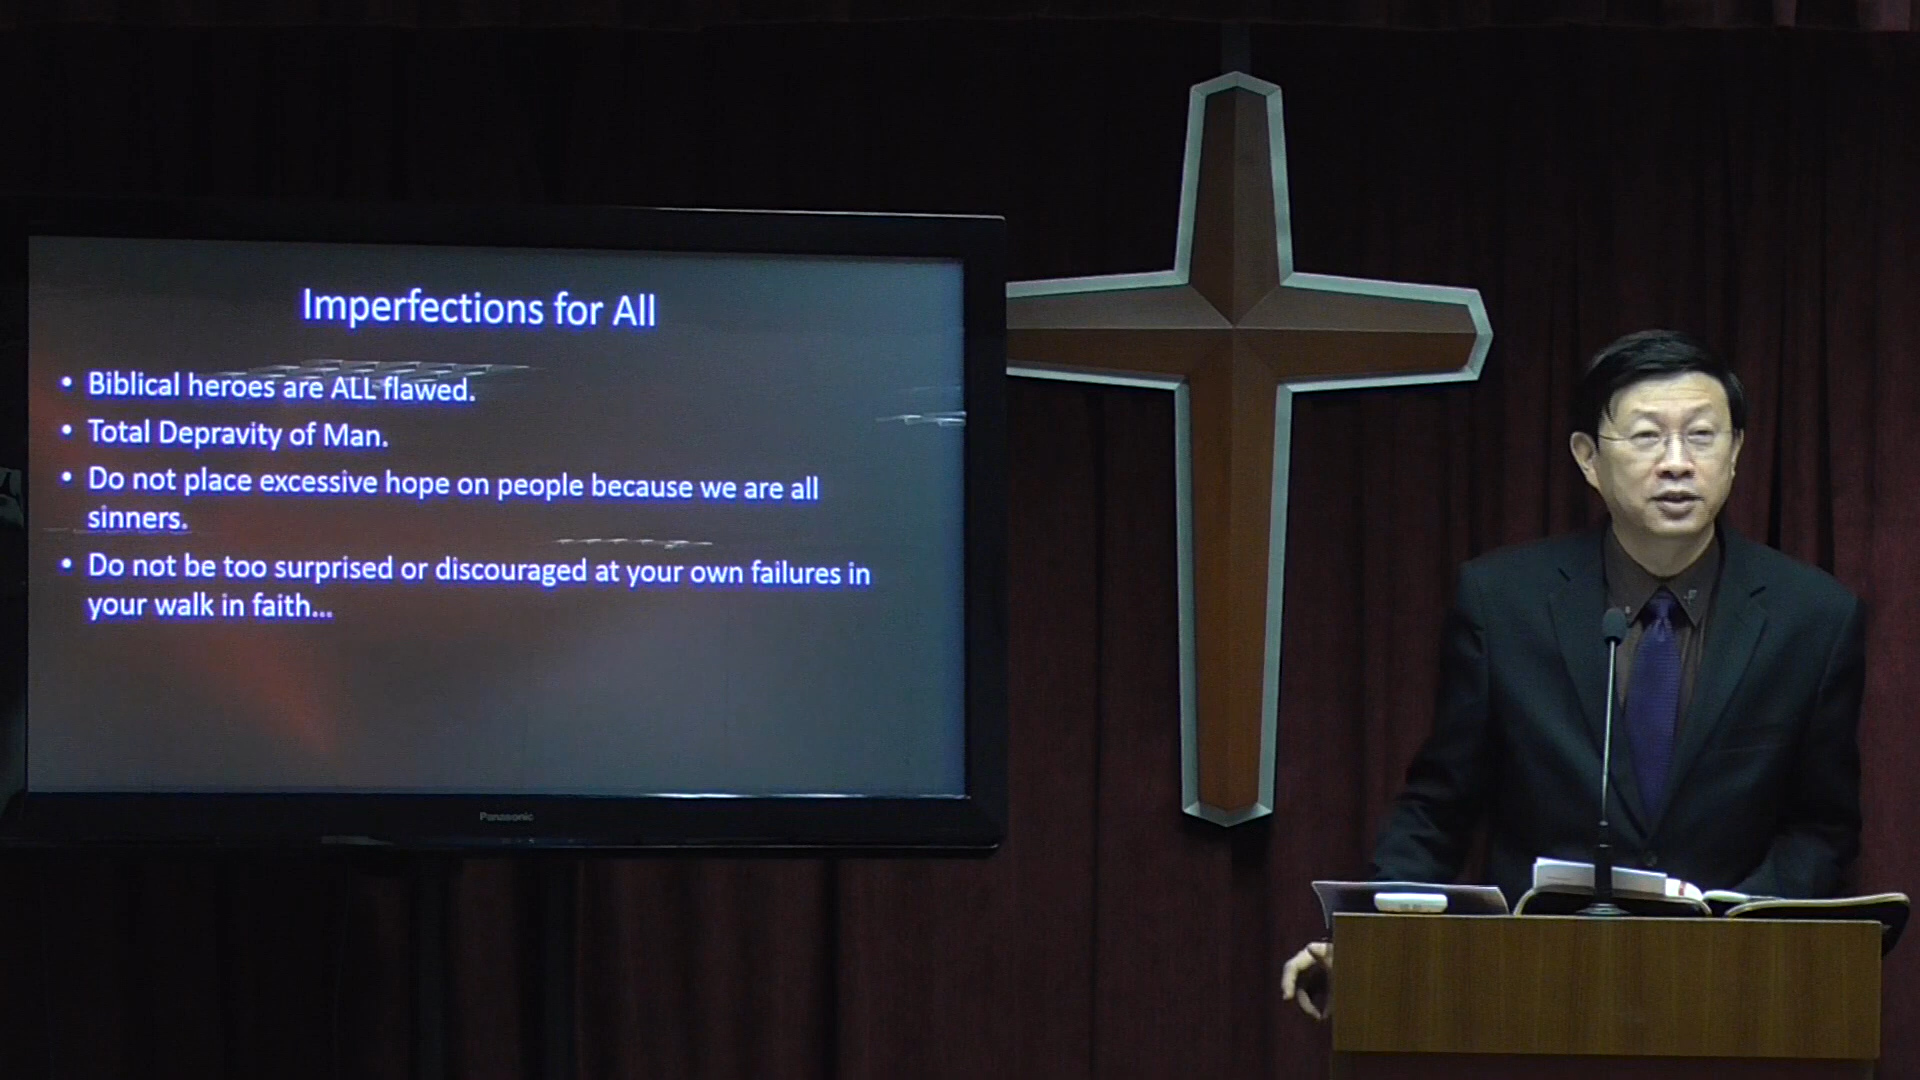 Imperfections for All
• Biblical heroes are ALL flawed.
• Total Depravity of Man.
• Do not place excessive hope on people because we are all
sinners.
• Do not be too surprised or discouraged at your own failures in
your walk in faith...
Panasonic